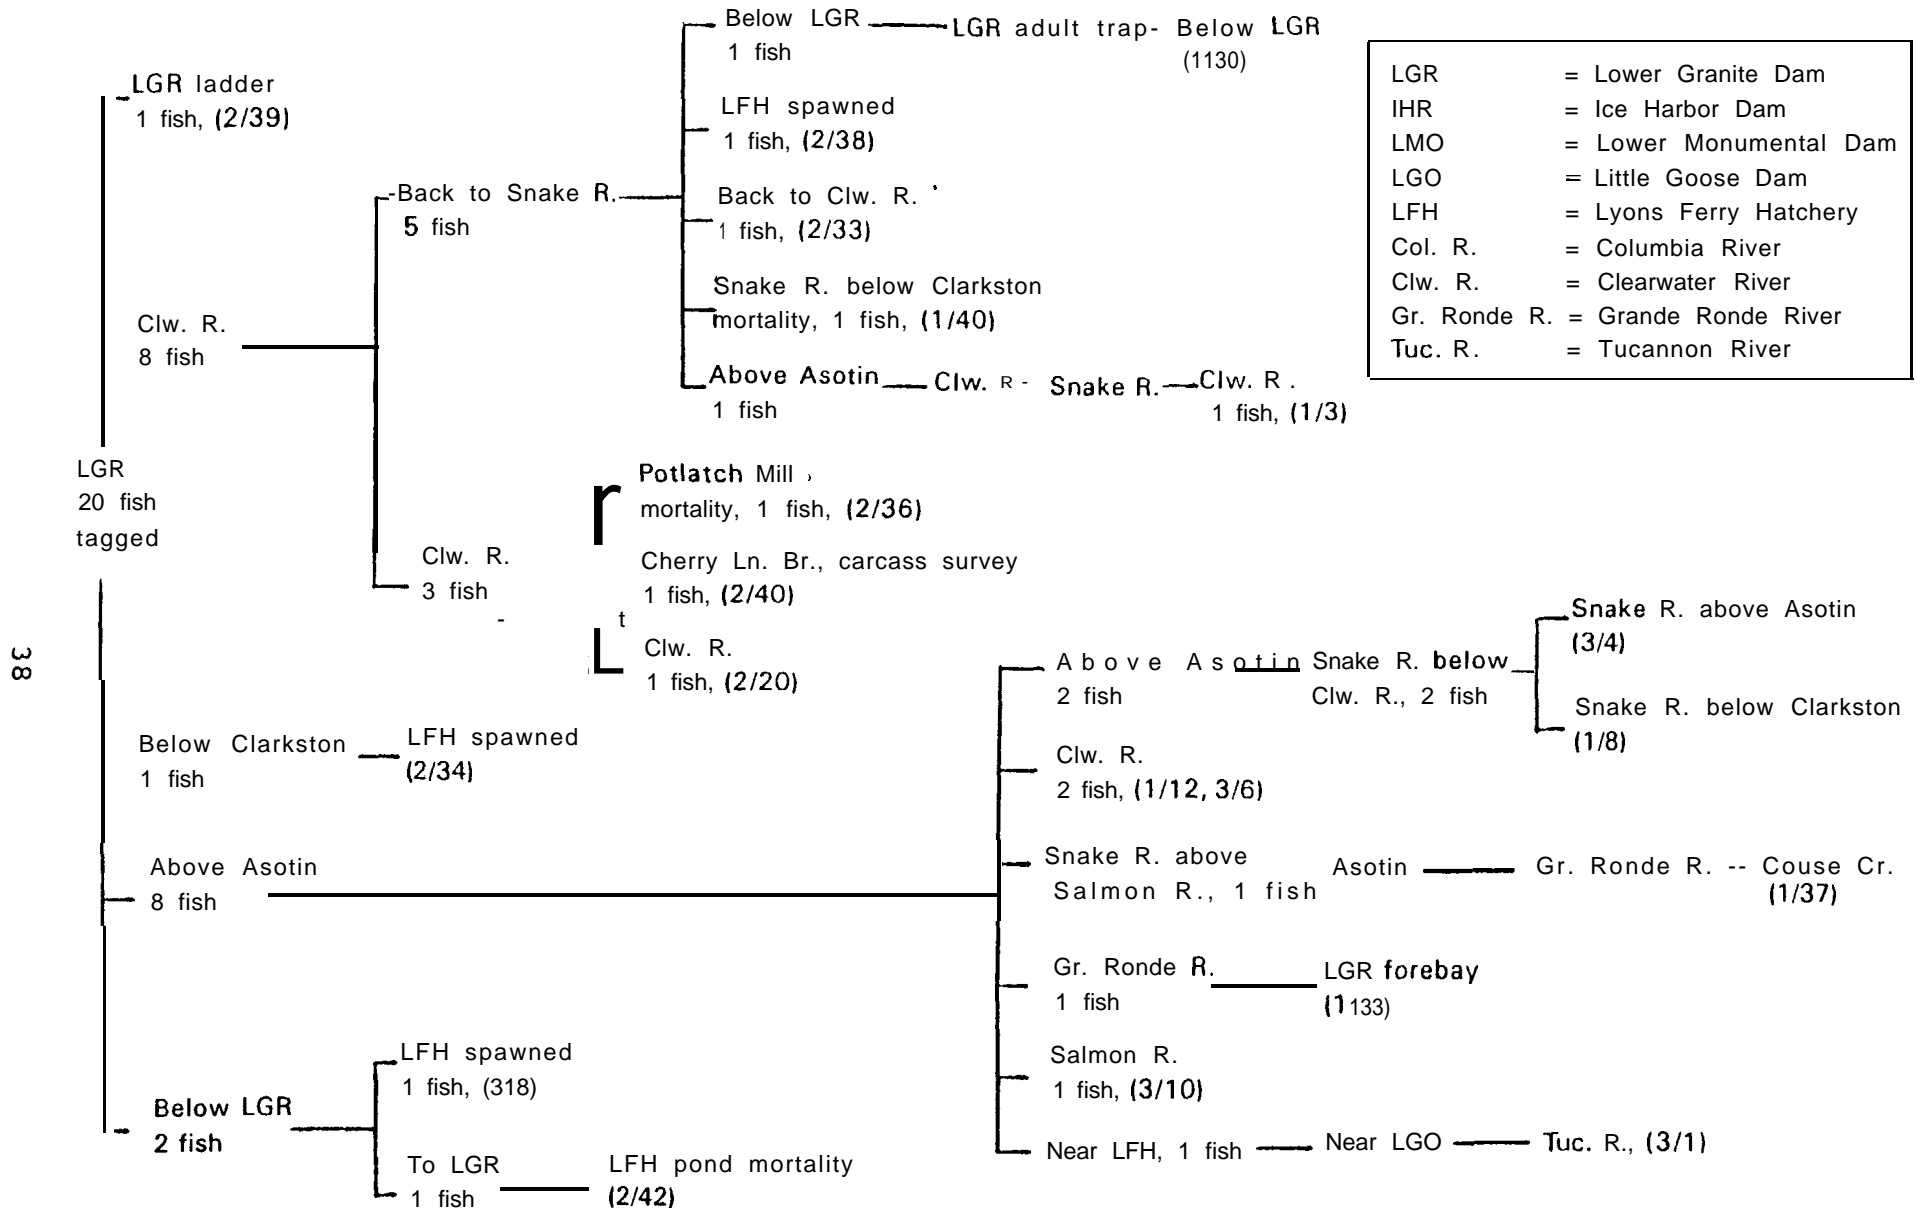 LGR ladder
1 fish, (2/39)
Clw. R.
8 fish
LGR
20 fish
tagged
Below Clarkston
1 fish
LFH spawned
(2/34)
Above Asotin
8 fish
Below LGR
2 fish
-Back to Snake R.
5 fish
Clw. R.
3 fish
- t
Below LGR
1 fish
LGR adult trap- Below LGR
(1130)
LFH spawned
1 fish, (2/38)
Back to Clw. R.
1 fish, (2/33)
Snake R. below Clarkston
mortality, 1 fish, (1/40)
Above Asotin
1 fish
Clw. R - Snake R. Clw. R .
1 fish, (1/3)
Potlatch Mill
mortality, 1 fish, (2/36)
Cherry Ln. Br., carcass survey
1 fish, (2/40)
Clw. R.
1 fish, (2/20)
LGR = Lower Granite Dam
IHR = Ice Harbor Dam
LMO = Lower Monumental Dam
LGO = Little Goose Dam
LFH = Lyons Ferry Hatchery
Col. R. = Columbia River
Clw. R. = Clearwater River
Gr. Ronde R. = Grande Ronde River
Tuc. R. = Tucannon River
Above Asotin
2 fish
Snake R. below
Clw. R., 2 fish
Snake R. above Asotin
(3/4)
Snake R. below Clarkston
(1/8)
Clw. R.
2 fish, (1/12, 3/6)
Snake R. above
Salmon R., 1 fish
Asotin
Gr. Ronde R. -- Couse Cr.
(1/37)
Gr. Ronde R.
1 fish
LGR forebay
(1133)
Salmon R.
1 fish, (3/10)
Near LFH, 1 fish
Near LGO
Tuc. R., (3/1)
LFH spawned
1 fish, (318)
To LGR
1 fish
LFH pond mortality
(2/42)
38